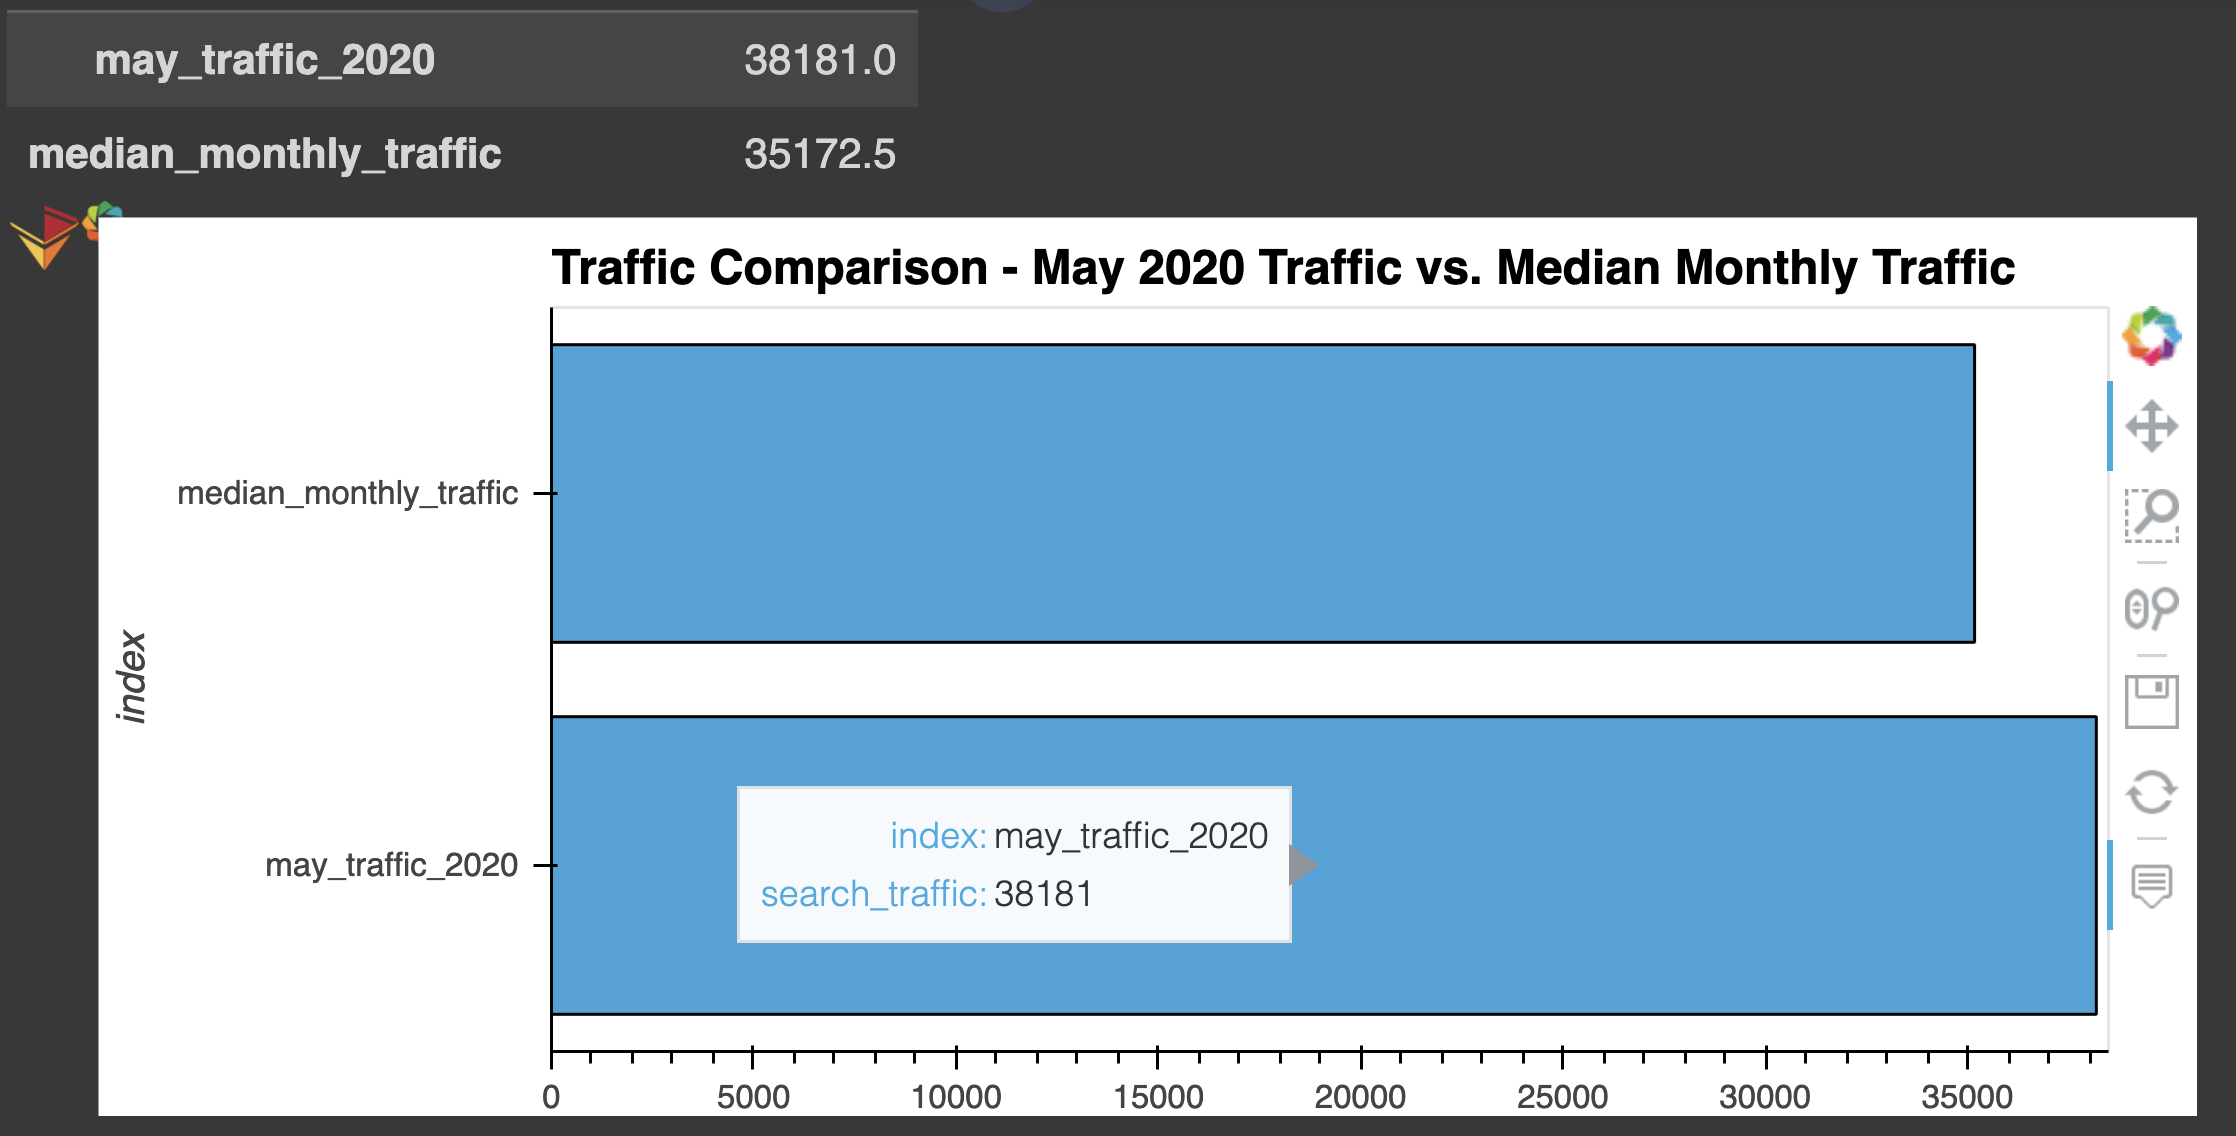 may_traffic_2020 38181.0
median_monthly_traffic 35172.5
Traffic Comparison - May 2020 Traffic vs. Median Monthly Traffic
median_monthly_traffic
index
may_traffic_2020
index: may_traffic_2020
search_traffic: 38181
0 5000 10000 15000 20000 25000 30000 35000